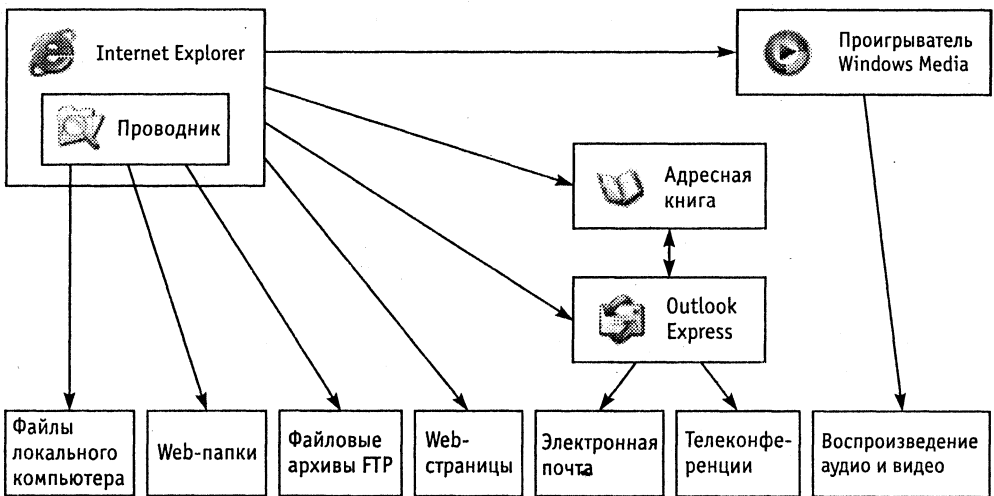 Internet Explorer
Проводник
Проигрыватель
Windows Media
Адресная
книга
Outlook
Express
Файлы
локального
компьютера
Web-папки
Файловые
архивы FTP
Web-
страницы
Электронная
почта
Телеконфе-
ренции
Воспроизведение
аудио и видео